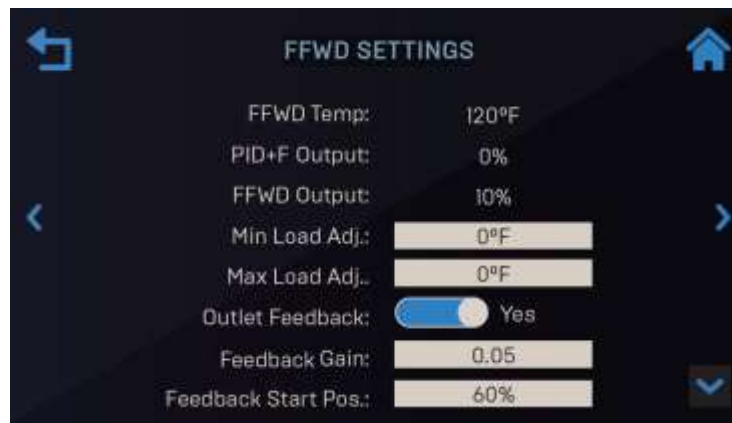 FFWD SETTINGS
FFWD Temp: 120°F
PID+F Output: 0%
FFWD Output: 10%
Min Load Adj.: 0°F
Max Load Adj.. 0°F
Outlet Feedback: Yes
Feedback Gain: 0.05
Feedback Start Pos.: 60%